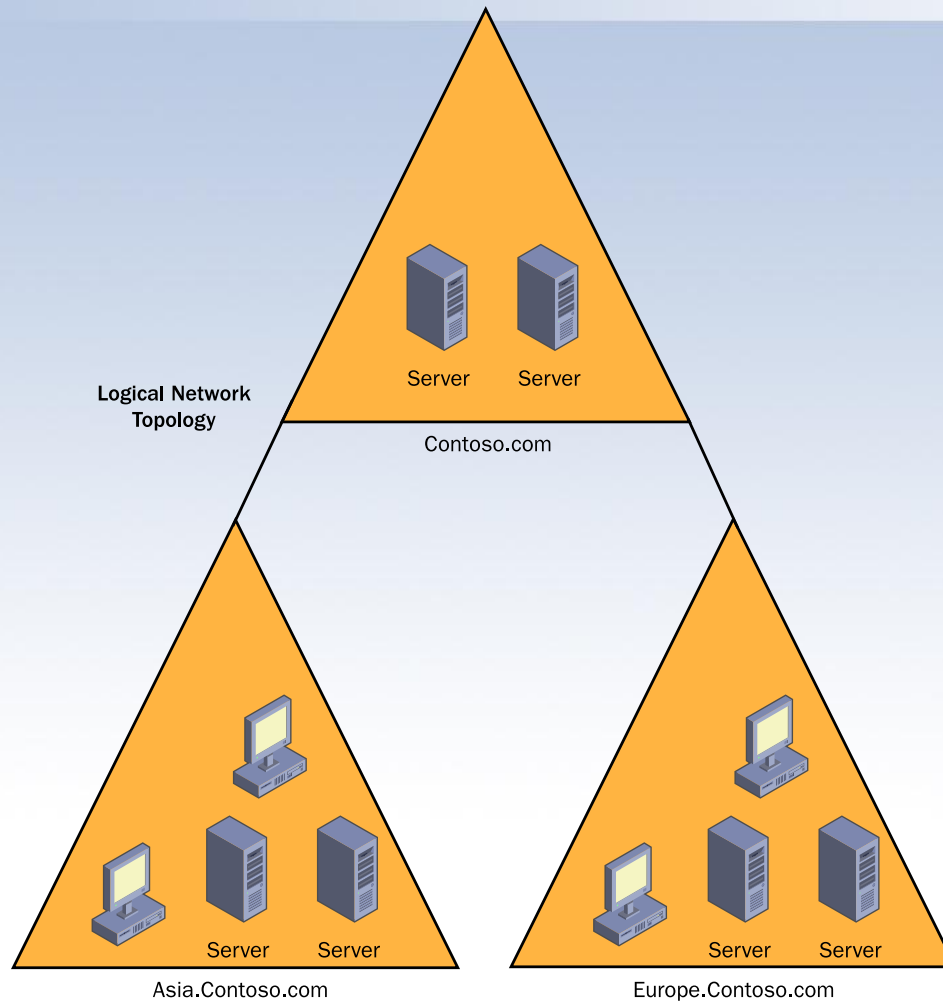 Server Server
Logical Network
Topology
Contoso.com
Server Server
Server Server
Asia.Contoso.com
Europe.Contoso.com